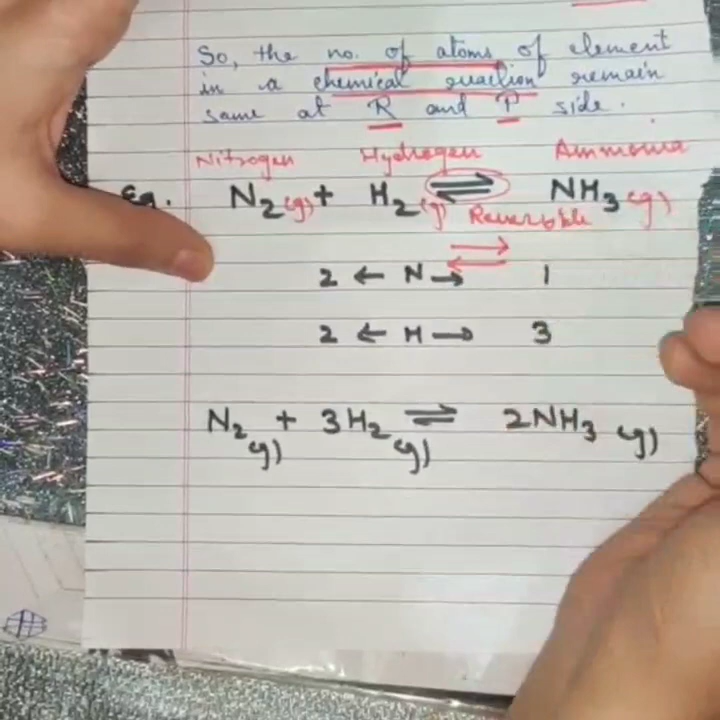 So, the no. of atoms of element
in a chemical reaction remain
same at R and P side.
Nitrogen Hydrogen Ammonia
Eg. N2(g) + H2(g) ⇌ NH3(g)
Reversible
⇌
2 ← N → 1
2 ← H → 3
N2(g) + 3H2(g) ⇌ 2NH3(g)